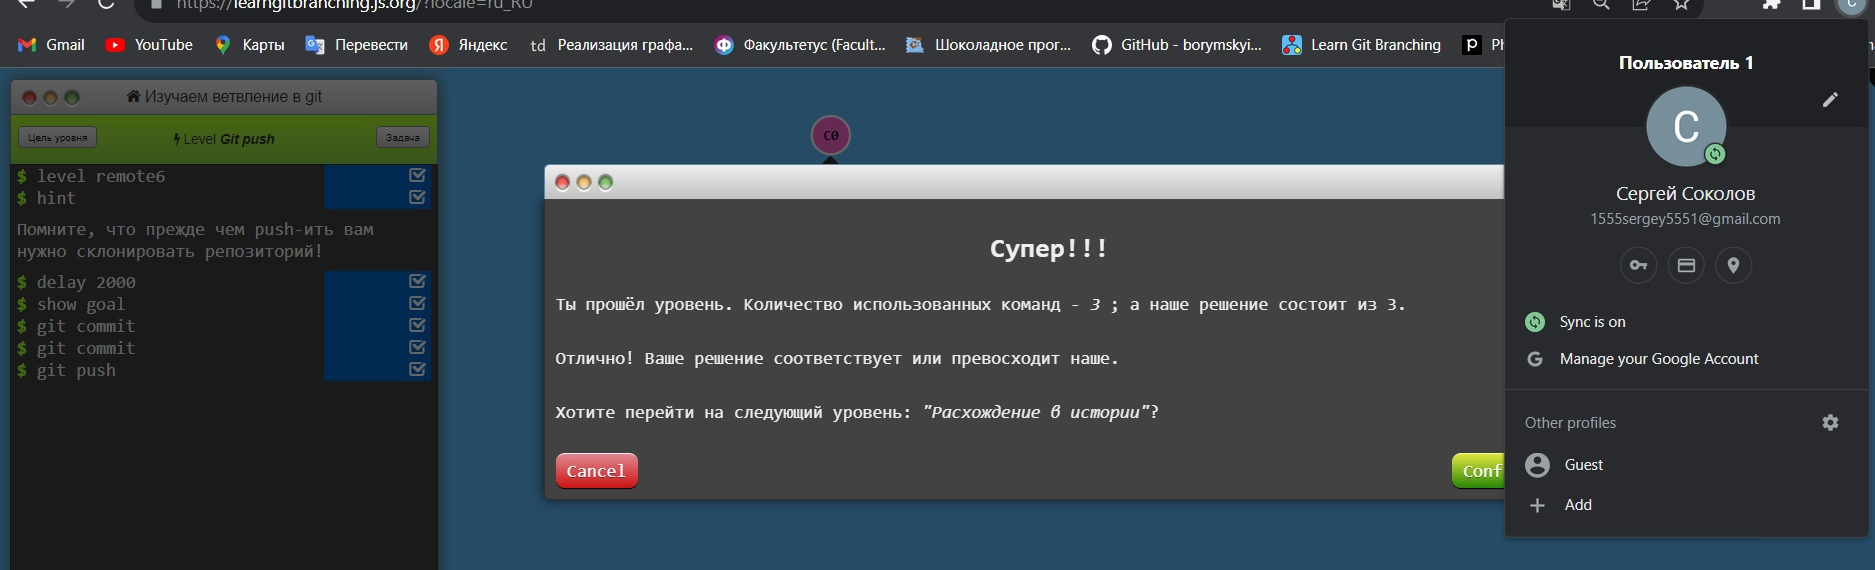 https://learngitbranching.js.org/?locale=ru_RU
C
Gmail
YouTube
Карты
Перевести
Яндекс
td Реализация графа...
Факультетус (Facult...
Шоколадное прог...
GitHub - borymskyi...
Learn Git Branching
p
Изучаем ветвление в git
Цель уровня
Level Git push
Задача
$ level remote6
$ hint
Помните, что прежде чем push-ить вам
нужно склонировать репозиторий!
$ delay 2000
$ show goal
$ git commit
$ git commit
$ git push
C0
Супер!!!
Ты прошёл уровень. Количество использованных команд - 3 ; а наше решение состоит из 3.
Отлично! Ваше решение соответствует или превосходит наше.
Хотите перейти на следующий уровень: "Расхождение в истории"?
Cancel
Conf
Пользователь 1
C
Сергей Соколов
1555sergey5551@gmail.com
Sync is on
G Manage your Google Account
Other profiles
Guest
Add